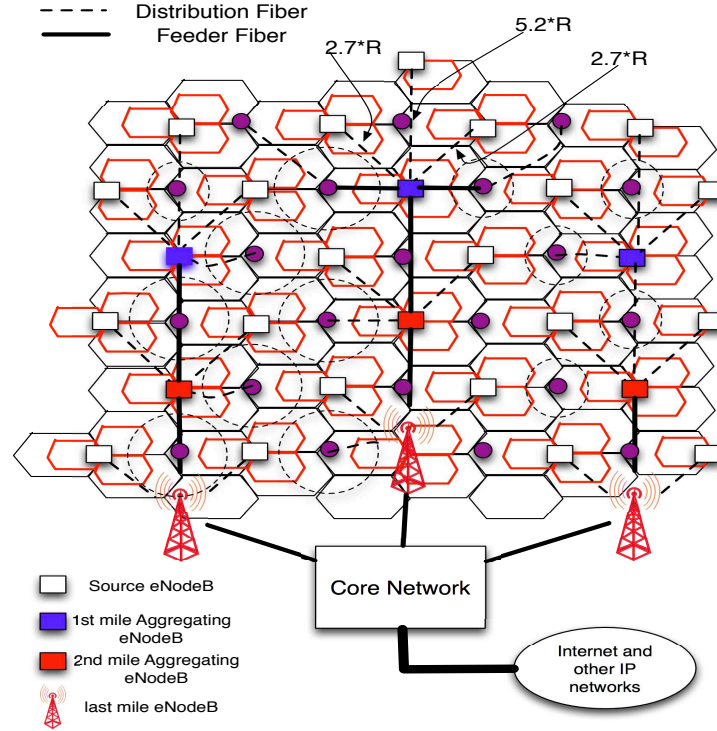 Distribution Fiber
Feeder Fiber
5.2*R
2.7*R
2.7*R
Core Network
Source eNodeB
1st mile Aggregating
eNodeB
2nd mile Aggregating
eNodeB
last mile eNodeB
Internet and
other IP
networks